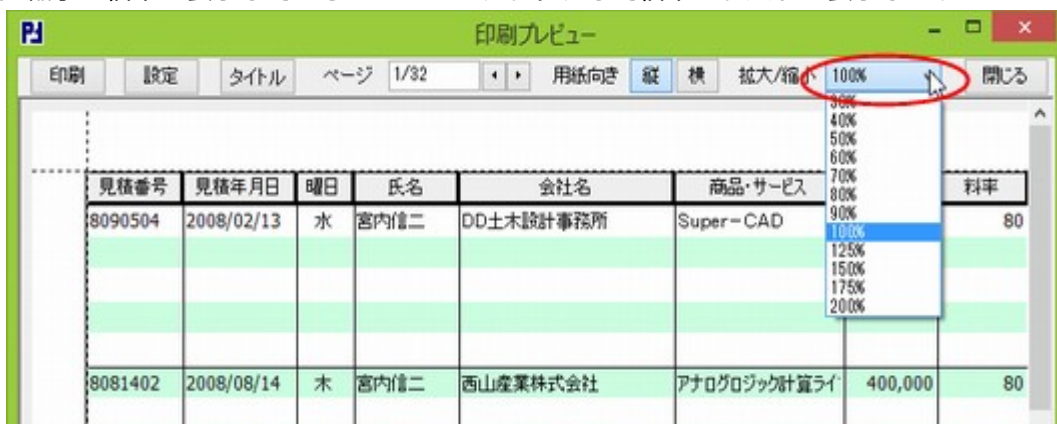 印刷プレビュー
印刷 設定 タイトル ページ 1/32 用紙向き 縦 横 拡大/縮小 100% 閉じる
30%
40%
50%
60%
70%
80%
90%
100%
125%
150%
175%
200%
見積番号 見積年月日 曜日 氏名 会社名 商品・サービス 料率
8090504 2008/02/13 水 宮内信二 DD土木設計事務所 Super-CAD 80
8081402 2008/08/14 木 宮内信二 西山産業株式会社 アナログロジック計算ライ 400,000 80